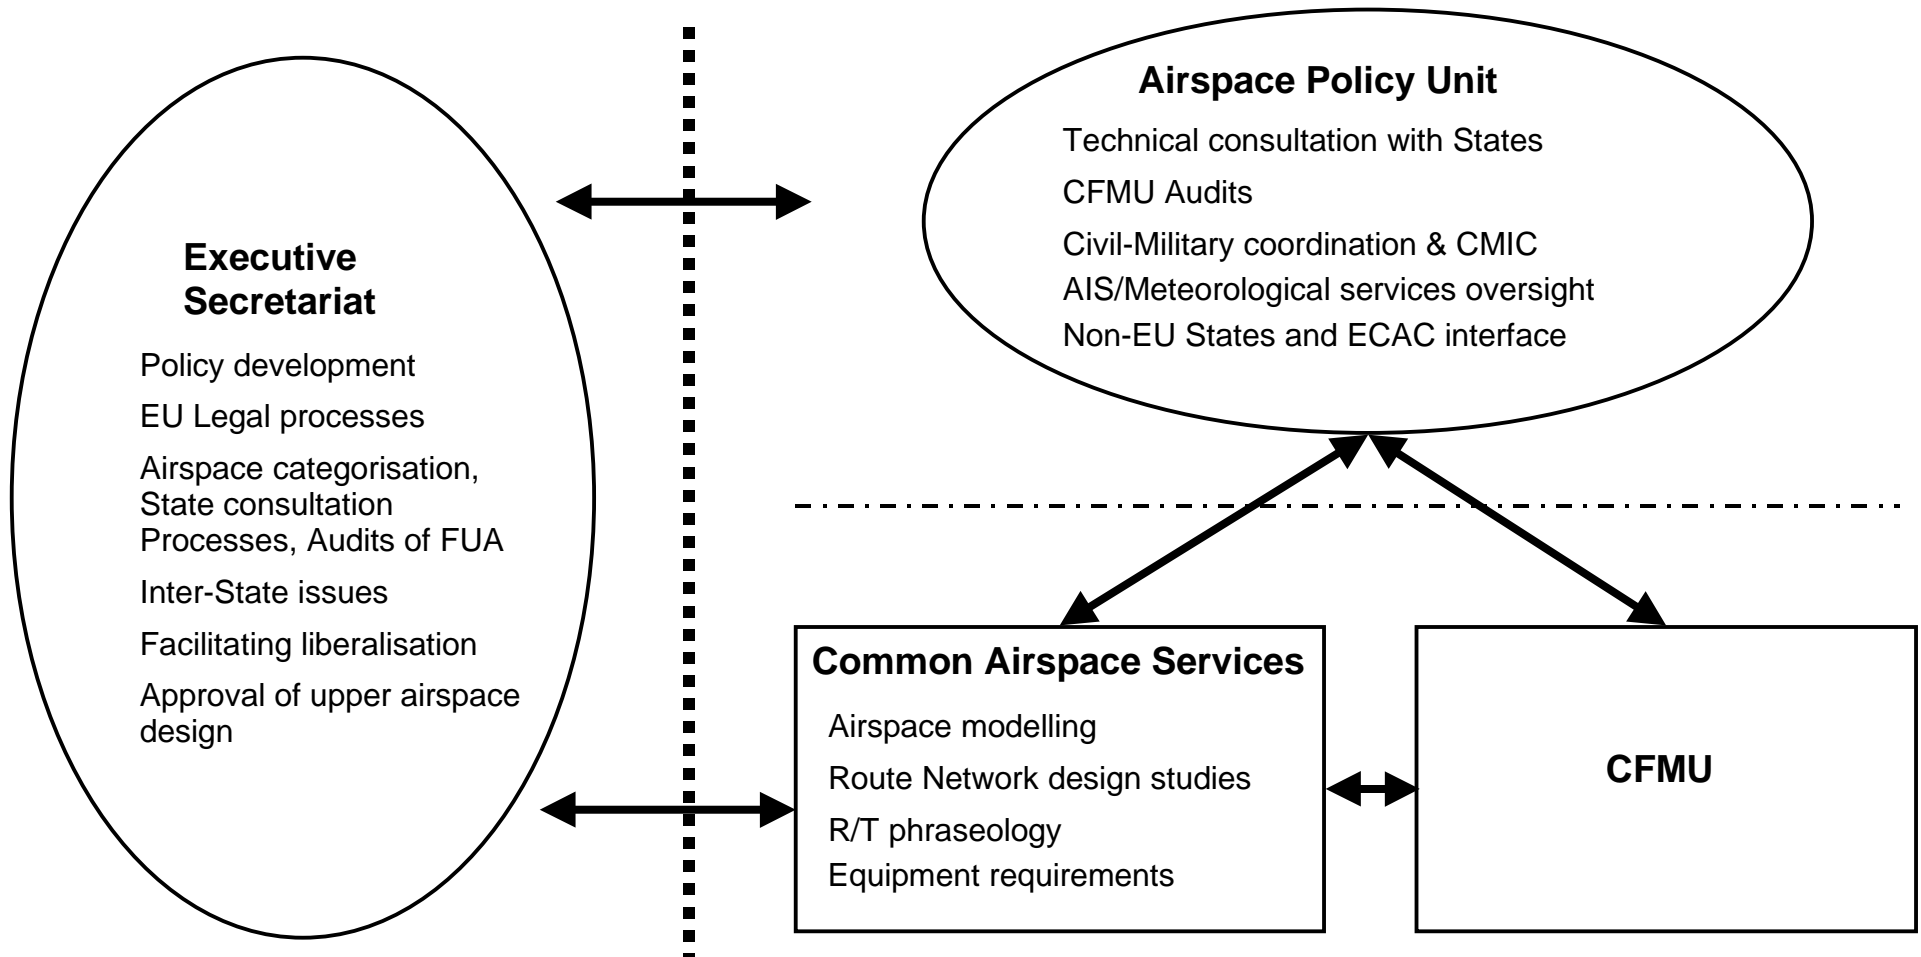 Executive
Secretariat
Policy development
EU Legal processes
Airspace categorisation,
State consultation
Processes, Audits of FUA
Inter-State issues
Facilitating liberalisation
Approval of upper airspace
design
Airspace Policy Unit
Technical consultation with States
CFMU Audits
Civil-Military coordination & CMIC
AIS/Meteorological services oversight
Non-EU States and ECAC interface
Common Airspace Services
Airspace modelling
Route Network design studies
R/T phraseology
Equipment requirements
CFMU